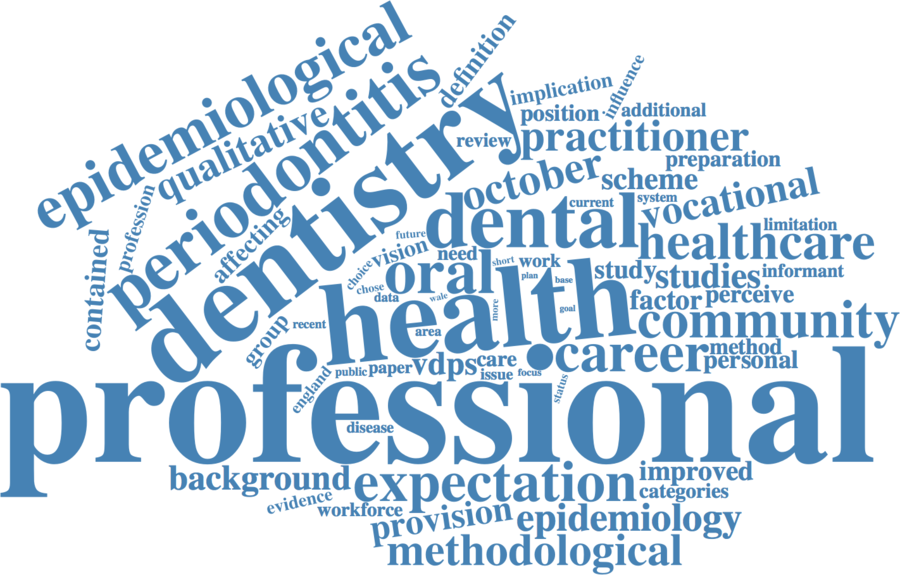 epidemiological
definition
influence
implication
qualitative
periodontitis
position
additional
review
practitioner
dentistry
october
preparation
scheme
current
system
vocational
profession
affecting
contained
future
vision
dental
limitation
healthcare
need
choice
chose
data
oral
short
work
plan
base
study
studies
informant
wale
more
goal
factor
perceive
health
community
group
recent
area
career
method
personal
england
public
paper
vdps
care
issue
focus
status
professional
disease
background
expectation
improved
categories
evidence
workforce
provision
epidemiology
methodological